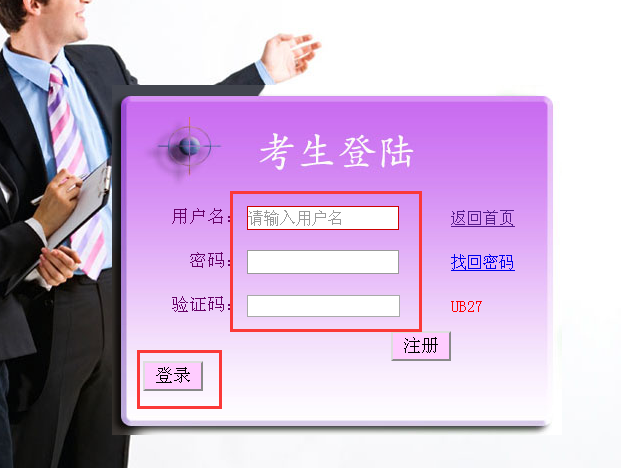 考生登陆
用户名： 请输入用户名 返回首页
密码： 找回密码
验证码： UB27
注册
登录